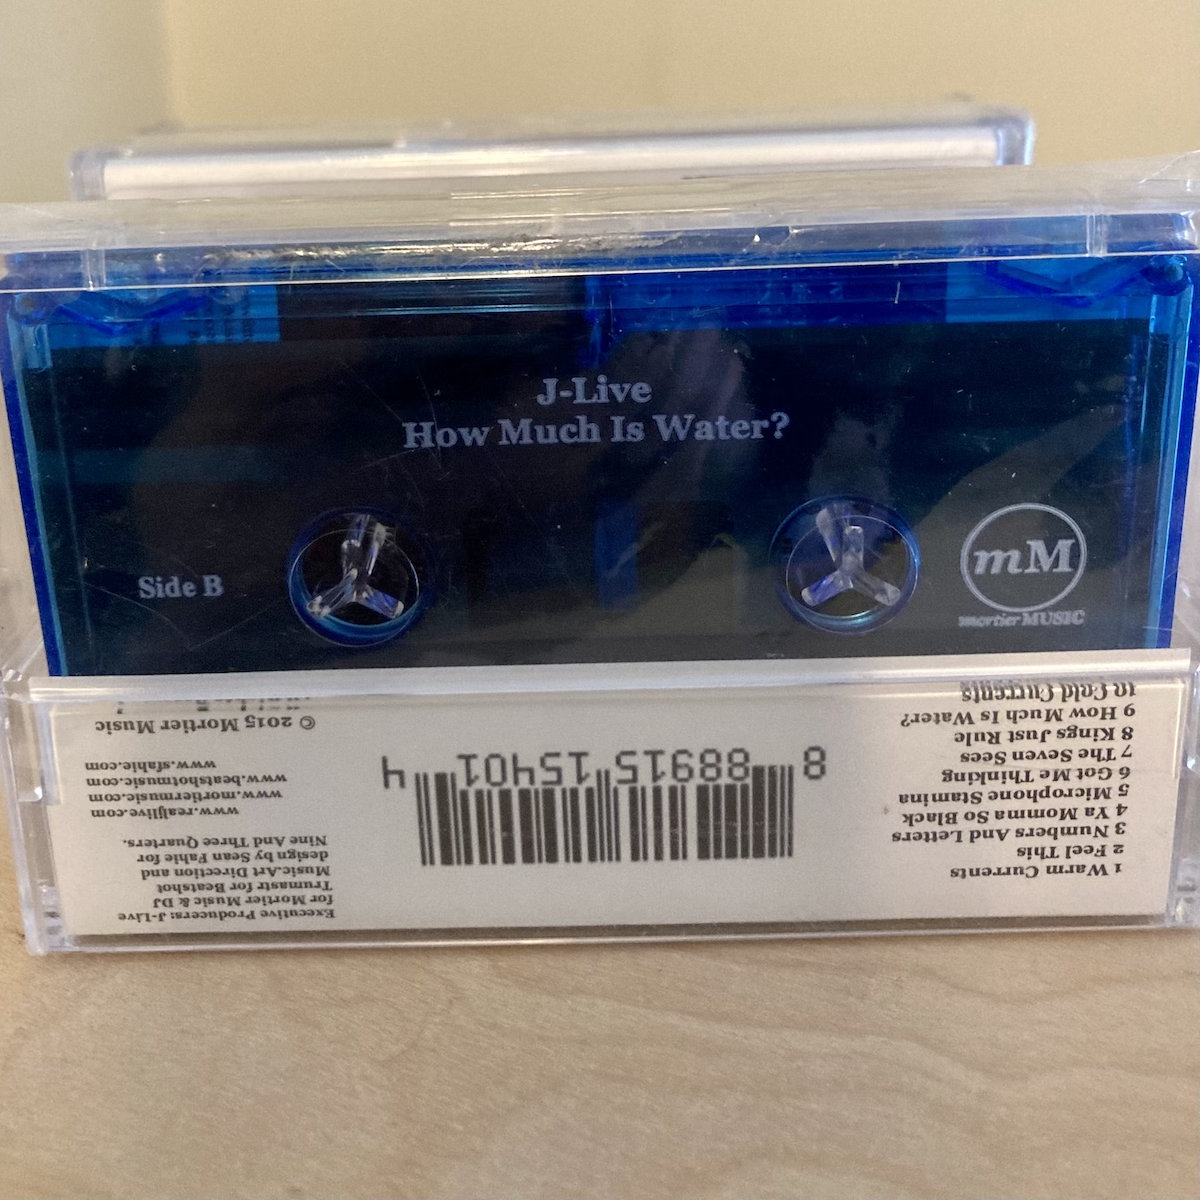 J-Live
How Much Is Water?
Side B
mM
mortierMUSIC
1 Warm Currents
2 Feel This
3 Numbers And Letters
4 Ya Momma So Black
5 Microphone Stamina
6 Got Me Thinking
7 The Seven Sees
8 Kings Just Rule
9 How Much Is Water?
10 Cold Currents
8 88915 15401 4
Executive Producers: J-Live
for Mortier Music & DJ
Trumastr for Beatshot
Music.Art Direction and
design by Sean Fahie for
Nine And Three Quarters.
www.realjlive.com
www.mortiermusic.com
www.beatshotmusic.com
www.sfahie.com
© 2015 Mortier Music